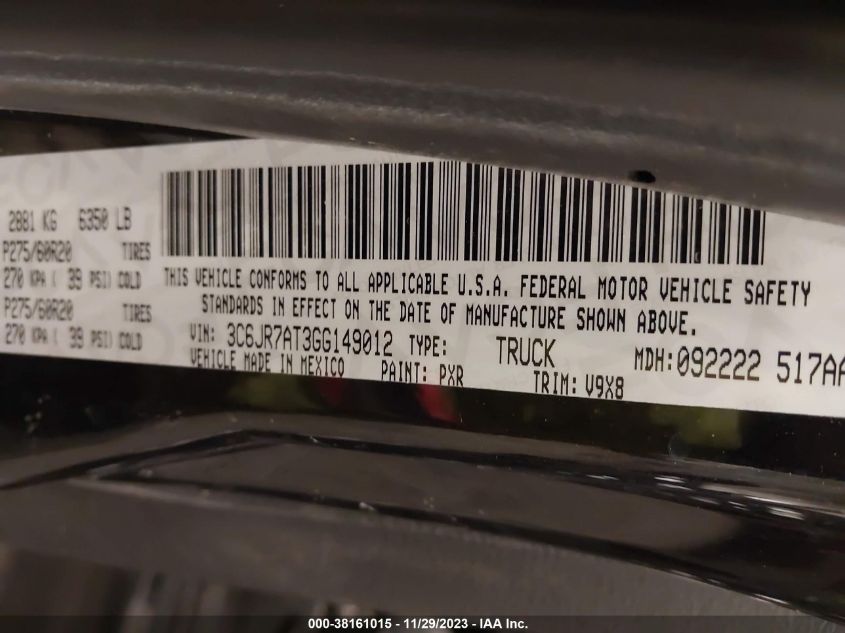 2881 KG 6350 LB
P275/60R20 TIRES
270 KPA ( 39 PSI) COLD
P275/60R20 TIRES
270 KPA ( 39 PSI) COLD
THIS VEHICLE CONFORMS TO ALL APPLICABLE U.S.A. FEDERAL MOTOR VEHICLE SAFETY
STANDARDS IN EFFECT ON THE DATE OF MANUFACTURE SHOWN ABOVE.
VIN: 3C6JR7AT3GG149012 TYPE: TRUCK MDH:092222 517AA
VEHICLE MADE IN MEXICO PAINT: PXR TRIM: V9X8
000-38161015 - 11/29/2023 - IAA Inc.